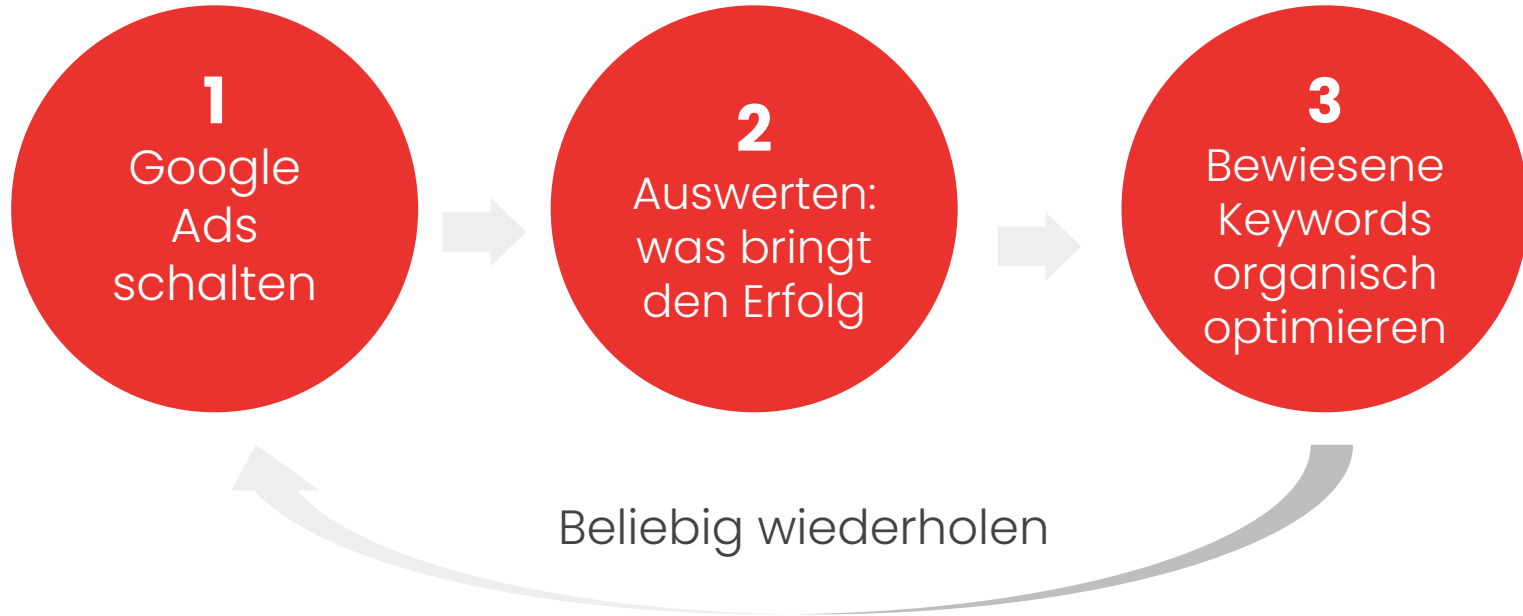 1
Google
Ads
schalten
2
Auswerten:
was bringt
den Erfolg
3
Bewiesene
Keywords
organisch
optimieren
Beliebig wiederholen